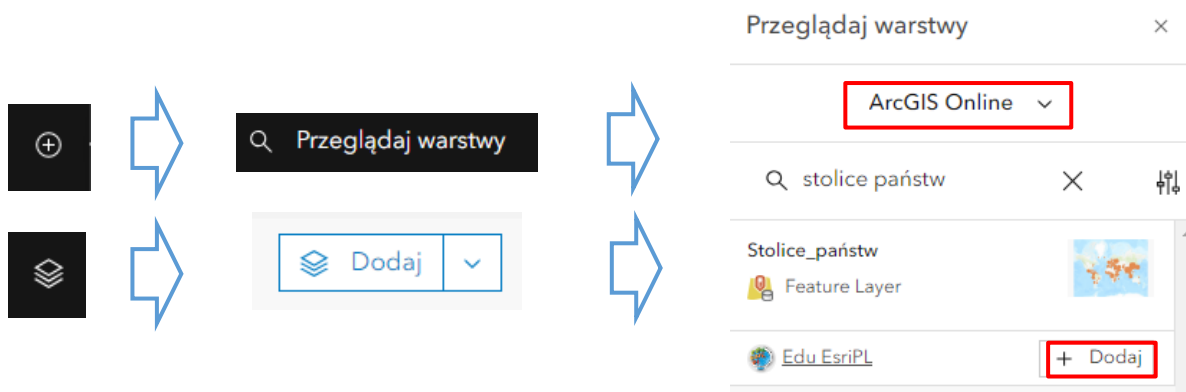 Przeglądaj warstwy
Dodaj
Przeglądaj warstwy
ArcGIS Online
stolice państw
Stolice_państw
Feature Layer
Edu EsriPL
+ Dodaj